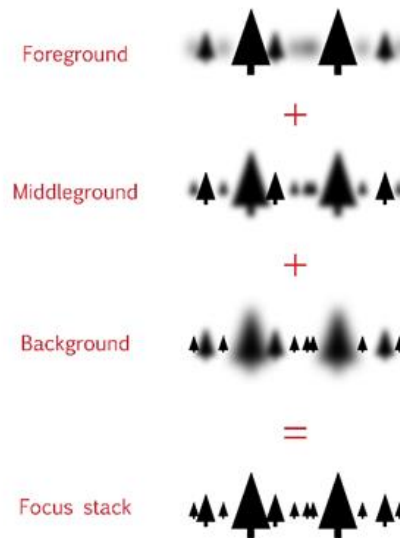 Foreground
+
Middleground
+
Background
=
Focus stack